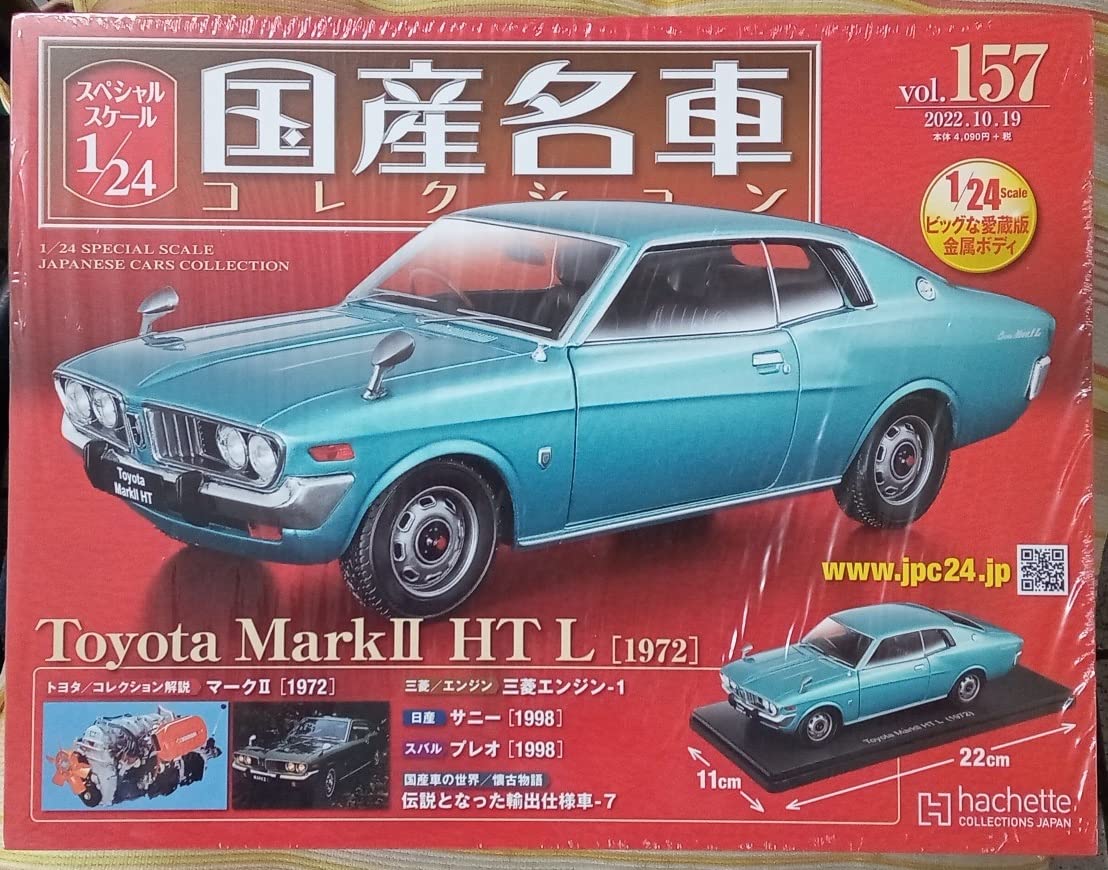 スペシャル
スケール
1/24
国産名車
コレクション
1/24 SPECIAL SCALE
JAPANESE CARS COLLECTION
vol.157
2022.10.19
本体 4,090円+税
1/24 Scale
ビッグな愛蔵版
金属ボディ
Toyota
MarkII HT
www.jpc24.jp
Toyota MarkⅡ HT L [1972]
トヨタ/コレクション解説 マークⅡ [1972]
三菱/エンジン 三菱エンジン-1
日産 サニー [1998]
スバル プレオ [1998]
国産車の世界/懐古物語
伝説となった輸出仕様車-7
Toyota MarkII HT L (1972)
11cm
22cm
hachette
COLLECTIONS JAPAN